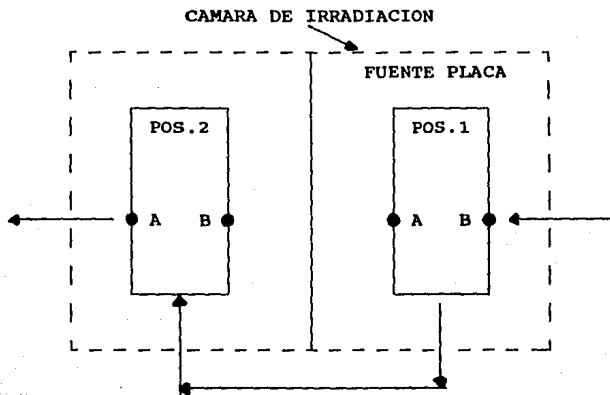 CAMARA DE IRRADIACION
FUENTE PLACA
POS.2
POS.1
A B
A B